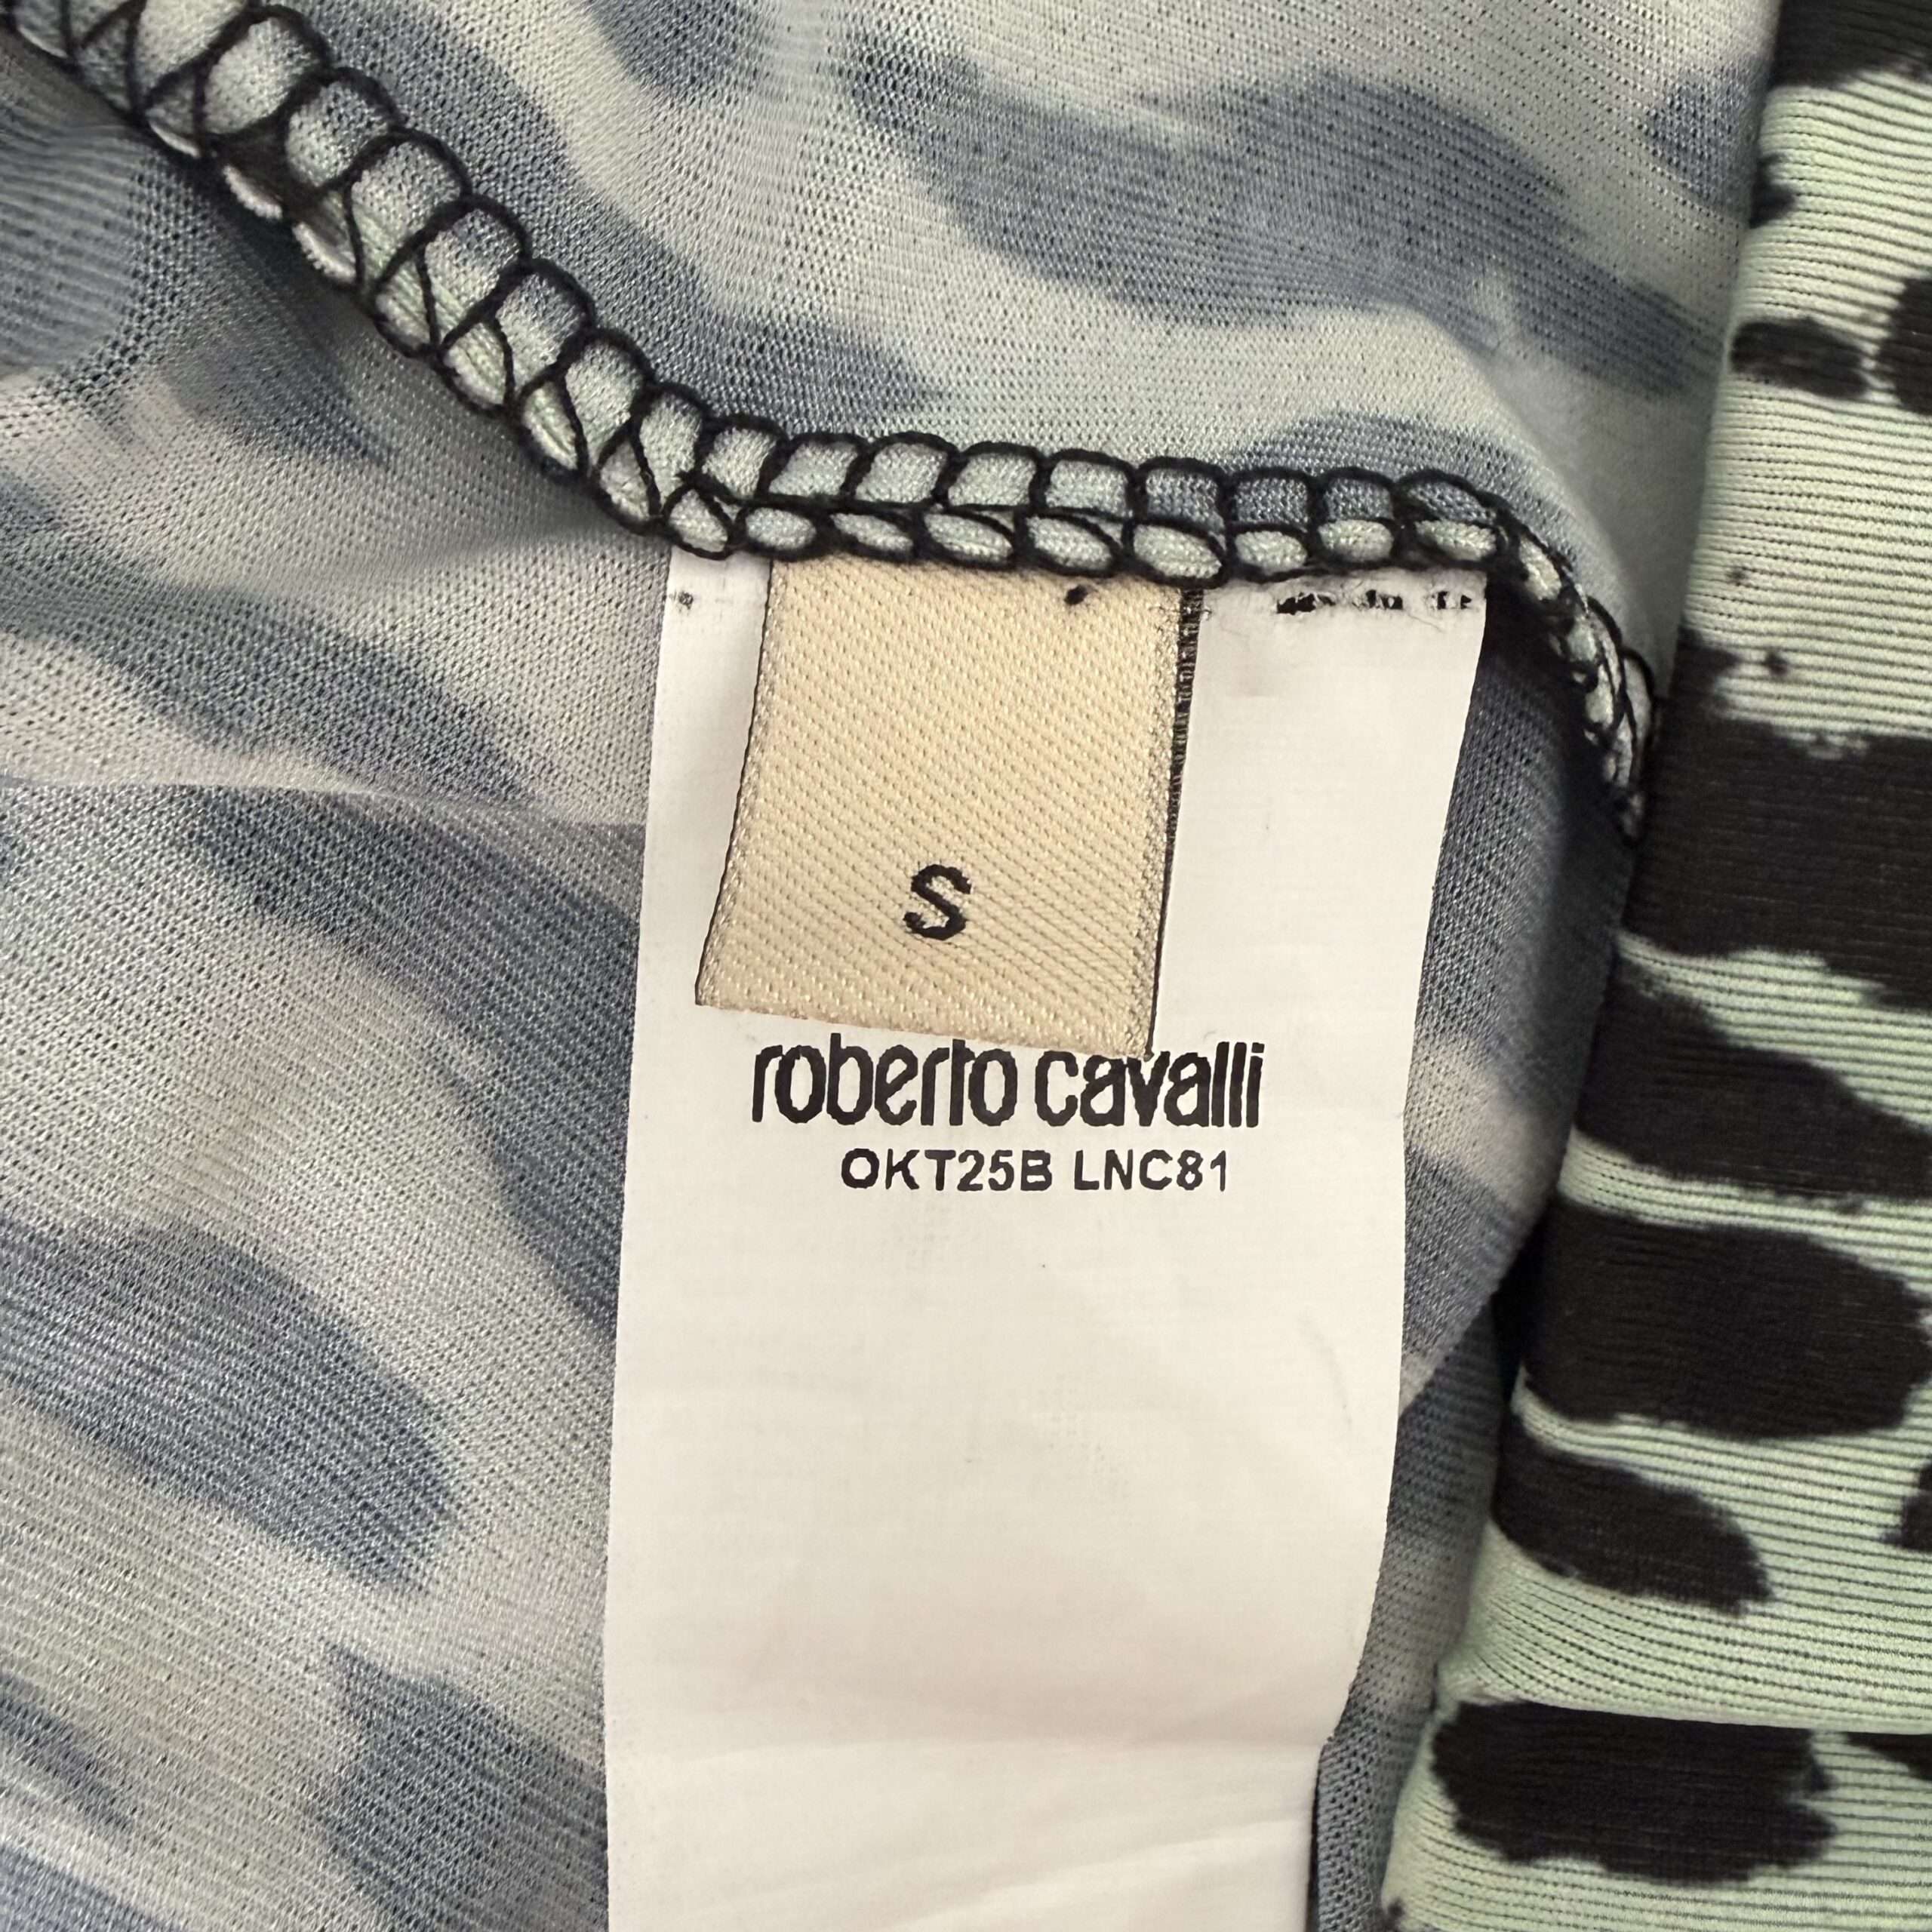 S
roberto cavalli
OKT25B LNC81